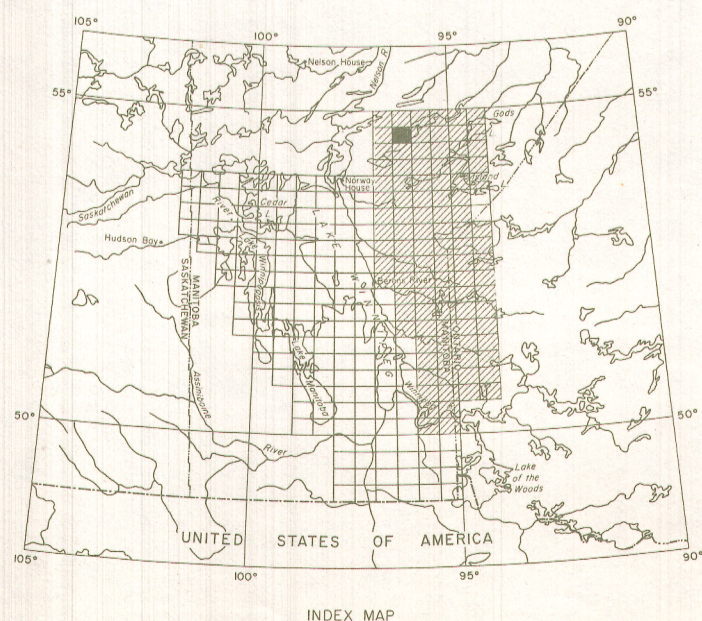 105°
100°
95°
90°
55°
55°
Nelson House
Nelson R
Gods
L
Island
L
Norway
House
Saskatchewan
River
Cedar
L
Hudson Bay
LAKE
WINNIPEG
Lake
Winnipegosis
Berens River
MANITOBA
SASKATCHEWAN
ONTARIO
MANITOBA
Lake
Manitoba
Assiniboine
River
50°
50°
Lake
of the
Woods
UNITED STATES OF AMERICA
105°
100°
95°
90°
INDEX MAP